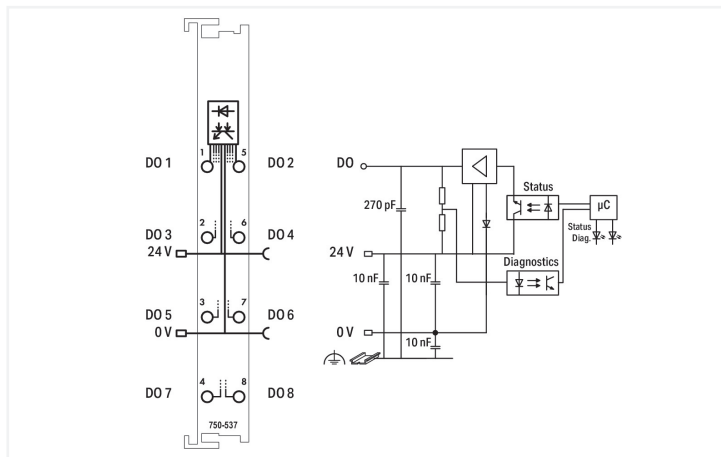 1 5
DO 1 DO 2
2 6
DO 3 DO 4
24 V
3 7
DO 5 DO 6
0 V
4 8
DO 7 DO 8
750-537
DO
270 pF
Status
µC
Status
Diag.
24 V
Diagnostics
10 nF 10 nF
0 V
10 nF